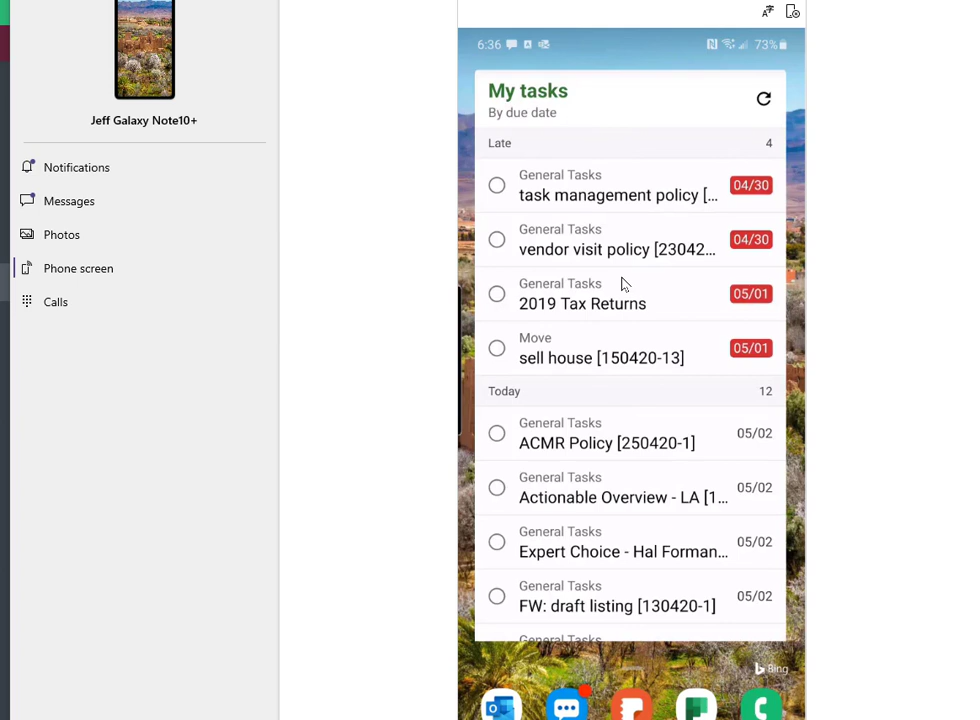 6:36
73%
My tasks
By due date
Late 4
General Tasks
task management policy [... 04/30
General Tasks
vendor visit policy [23042... 04/30
General Tasks
2019 Tax Returns 05/01
Move
sell house [150420-13] 05/01
Today 12
General Tasks
ACMR Policy [250420-1] 05/02
General Tasks
Actionable Overview - LA [1... 05/02
General Tasks
Expert Choice - Hal Forman... 05/02
General Tasks
FW: draft listing [130420-1] 05/02
General Tasks
Bing
Jeff Galaxy Note10+
Notifications
Messages
Photos
Phone screen
Calls